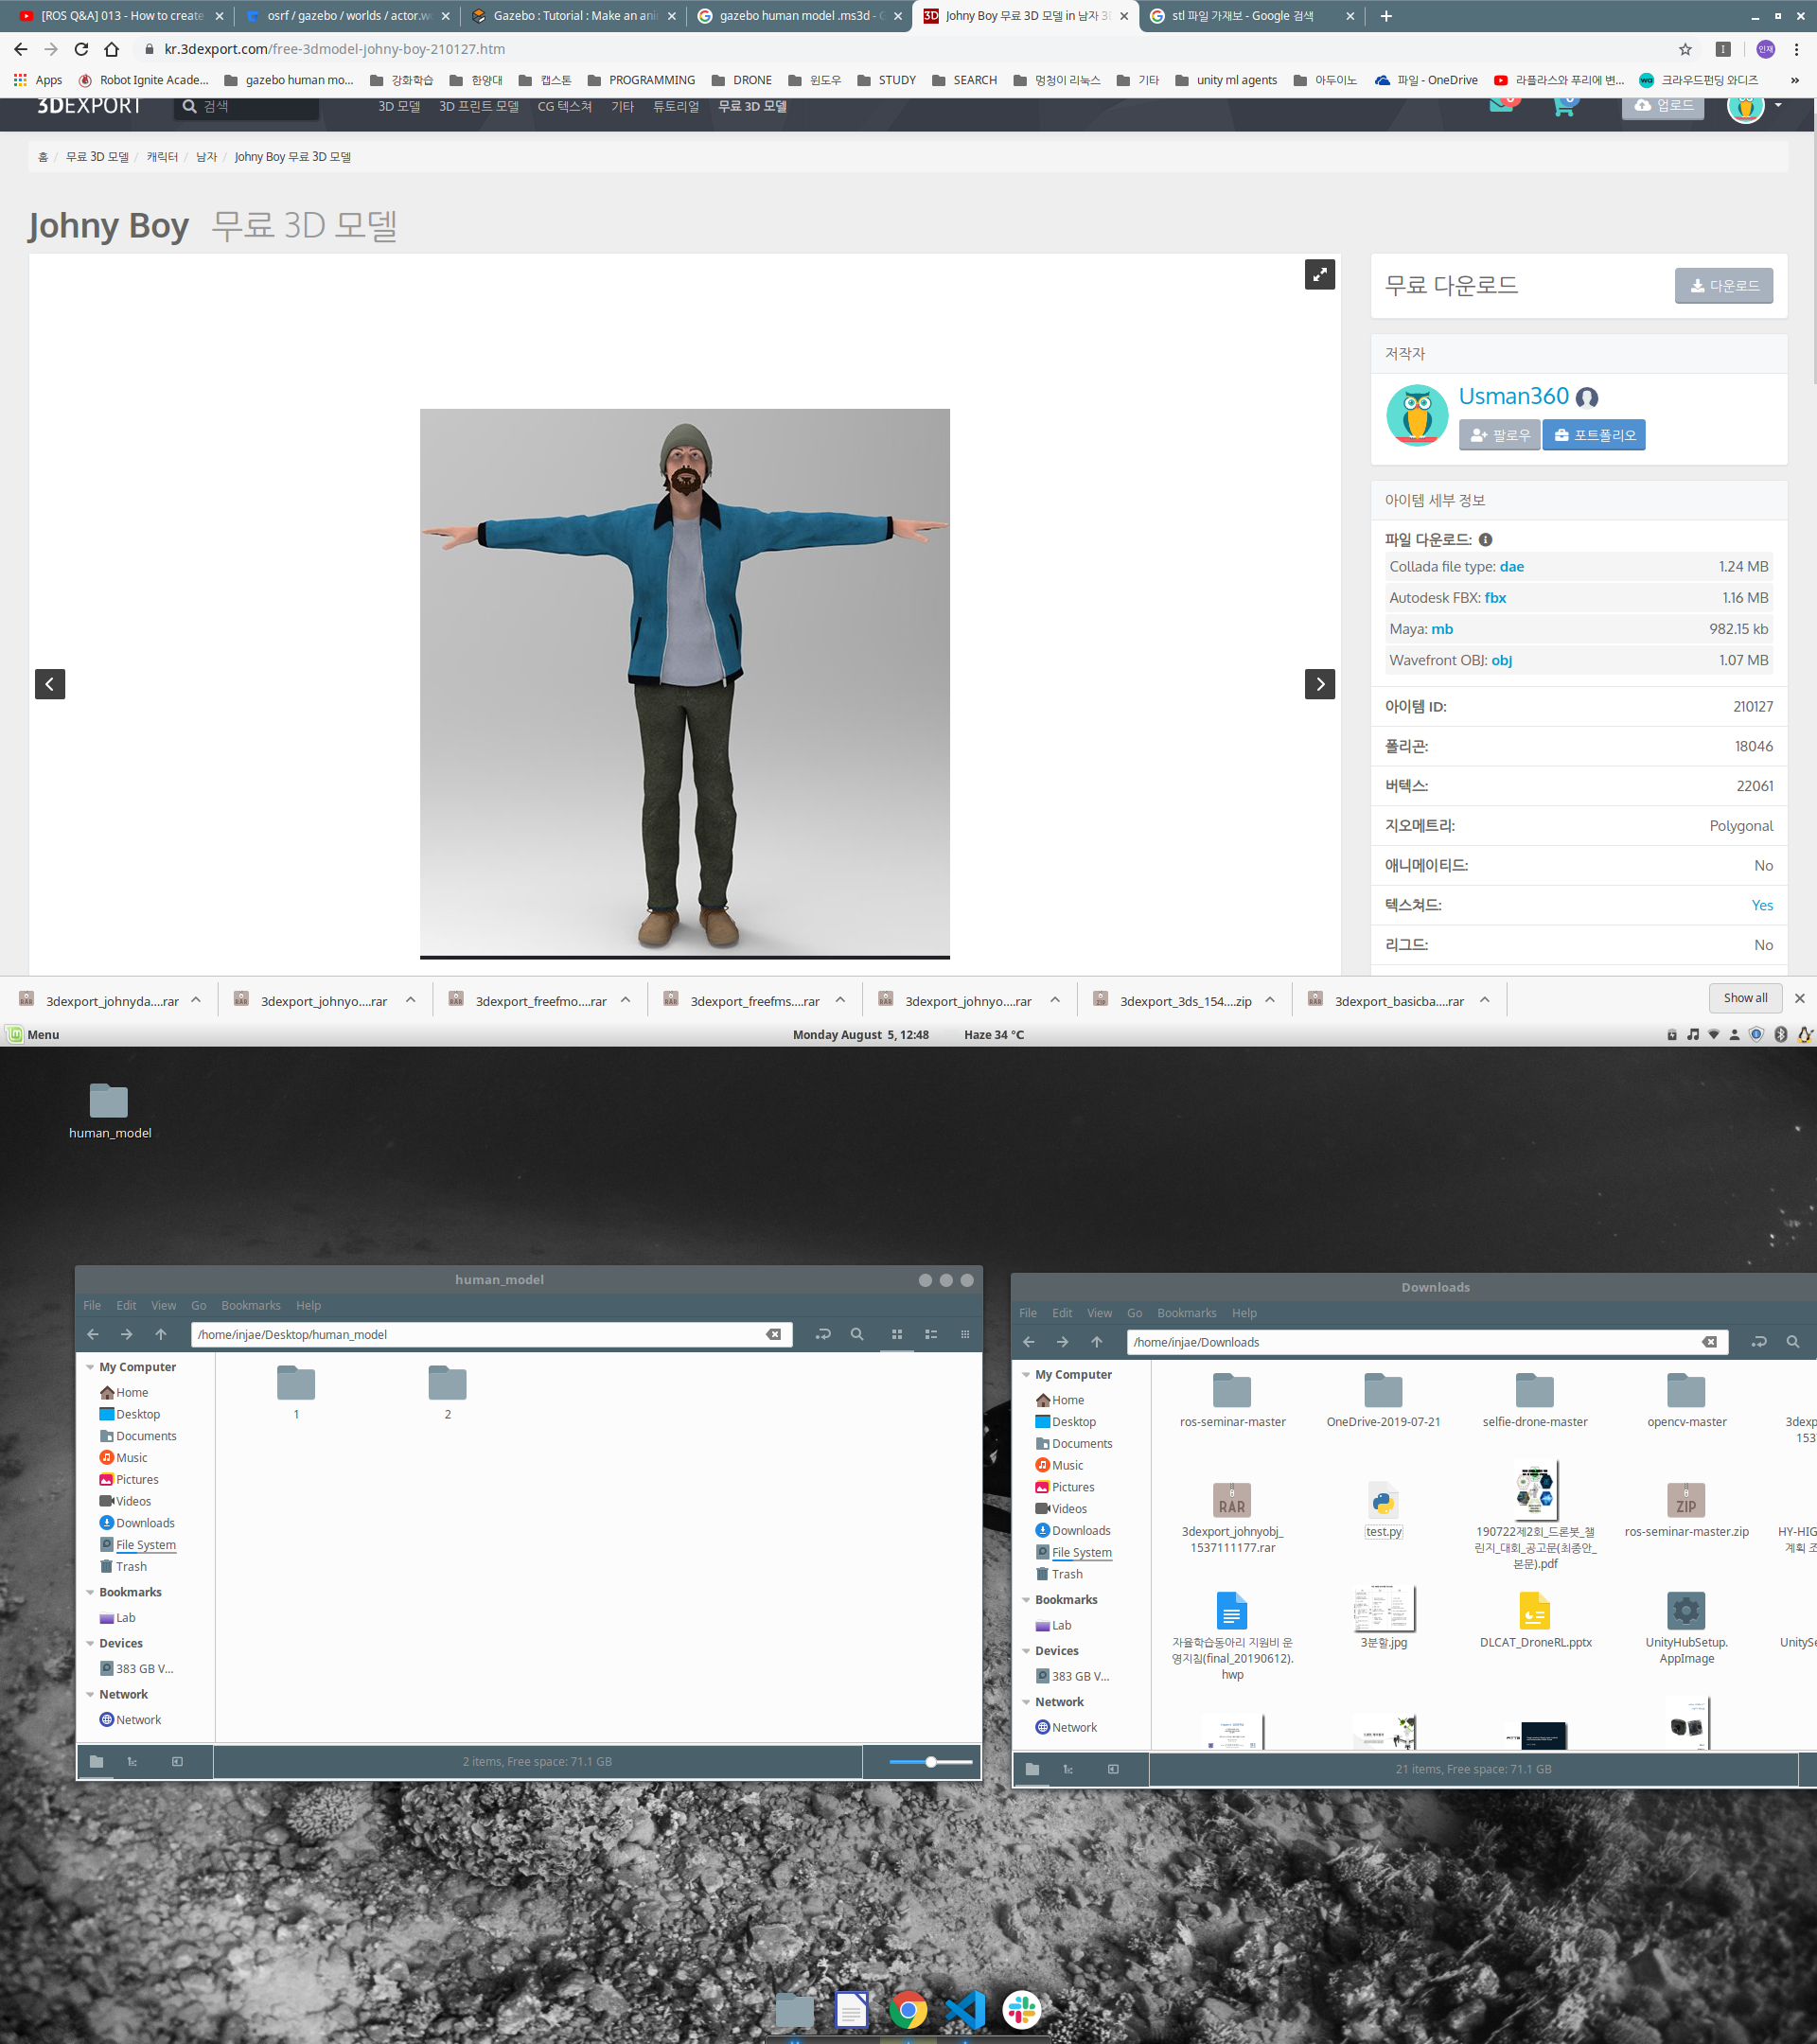 [ROS Q&A] 013 - How to create
osrf / gazebo / worlds / actor.w
Gazebo : Tutorial : Make an ani
gazebo human model .ms3d - G
Johny Boy 무료 3D 모델 in 남자 3D
stl 파일 가재보 - Google 검색
kr.3dexport.com/free-3dmodel-johny-boy-210127.htm
Apps
Robot Ignite Acade...
gazebo human mo...
강화학습
한양대
캡스톤
PROGRAMMING
DRONE
윈도우
STUDY
SEARCH
멍청이 리눅스
기타
unity ml agents
아두이노
파일 - OneDrive
라플라스와 푸리에 변...
크라우드펀딩 와디즈
3DEXPORT
검색
3D 모델
3D 프린트 모델
CG 텍스쳐
기타
튜토리얼
무료 3D 모델
업로드
홈 / 무료 3D 모델 / 캐릭터 / 남자 / Johny Boy 무료 3D 모델
Johny Boy 무료 3D 모델
무료 다운로드
다운로드
저작자
Usman360
팔로우
포트폴리오
아이템 세부 정보
파일 다운로드:
Collada file type: dae 1.24 MB
Autodesk FBX: fbx 1.16 MB
Maya: mb 982.15 kb
Wavefront OBJ: obj 1.07 MB
아이템 ID: 210127
폴리곤: 18046
버텍스: 22061
지오메트리: Polygonal
애니메이티드: No
텍스쳐드: Yes
리그드: No
3dexport_johnyda....rar
3dexport_johnyo....rar
3dexport_freefmo....rar
3dexport_freefms....rar
3dexport_johnyo....rar
3dexport_3ds_154....zip
3dexport_basicba....rar
Show all
Menu
Monday August 5, 12:48
Haze 34 °C
human_model
human_model
File Edit View Go Bookmarks Help
/home/injae/Desktop/human_model
My Computer
Home
Desktop
Documents
Music
Pictures
Videos
Downloads
File System
Trash
Bookmarks
Lab
Devices
383 GB V...
Network
Network
1
2
2 items, Free space: 71.1 GB
Downloads
File Edit View Go Bookmarks Help
/home/injae/Downloads
My Computer
Home
Desktop
Documents
Music
Pictures
Videos
Downloads
File System
Trash
Bookmarks
Lab
Devices
383 GB V...
Network
Network
ros-seminar-master
OneDrive-2019-07-21
selfie-drone-master
opencv-master
3dexp
153
RAR
3dexport_johnyobj_
1537111177.rar
test.py
190722제2회_드론봇_챌
린지_대회_공고문(최종안_
본문).pdf
ZIP
ros-seminar-master.zip
HY-HIG
계획 조
자율학습동아리 지원비 운
영지침(final_20190612).
hwp
3분할.jpg
DLCAT_DroneRL.pptx
UnityHubSetup.
AppImage
UnitySe
21 items, Free space: 71.1 GB